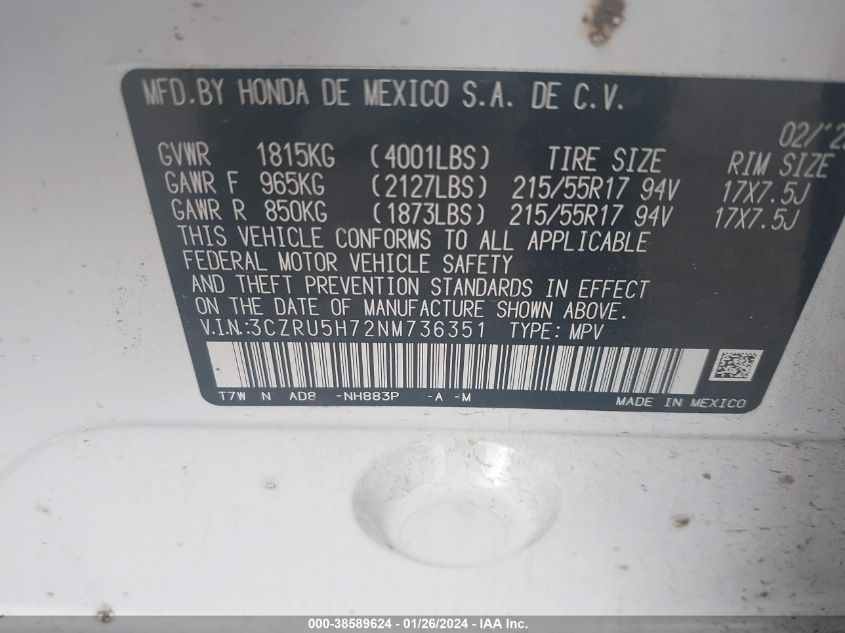 MFD.BY HONDA DE MEXICO S.A. DE C.V.
02/'2
GVWR 1815KG (4001LBS) TIRE SIZE RIM SIZE
GAWR F 965KG (2127LBS) 215/55R17 94V 17X7.5J
GAWR R 850KG (1873LBS) 215/55R17 94V 17X7.5J
THIS VEHICLE CONFORMS TO ALL APPLICABLE
FEDERAL MOTOR VEHICLE SAFETY
AND THEFT PREVENTION STANDARDS IN EFFECT
ON THE DATE OF MANUFACTURE SHOWN ABOVE.
V.I.N.:3CZRU5H72NM736351 TYPE: MPV
T7W N AD8 -NH883P -A -M
MADE IN MEXICO
000-38589624 - 01/26/2024 - IAA Inc.